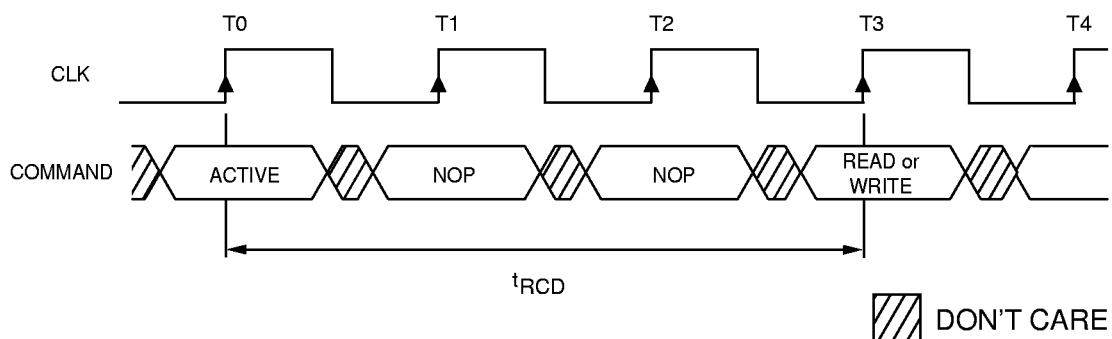 T0 T1 T2 T3 T4
CLK
COMMAND ACTIVE NOP NOP READ or
WRITE
tRCD
DON'T CARE